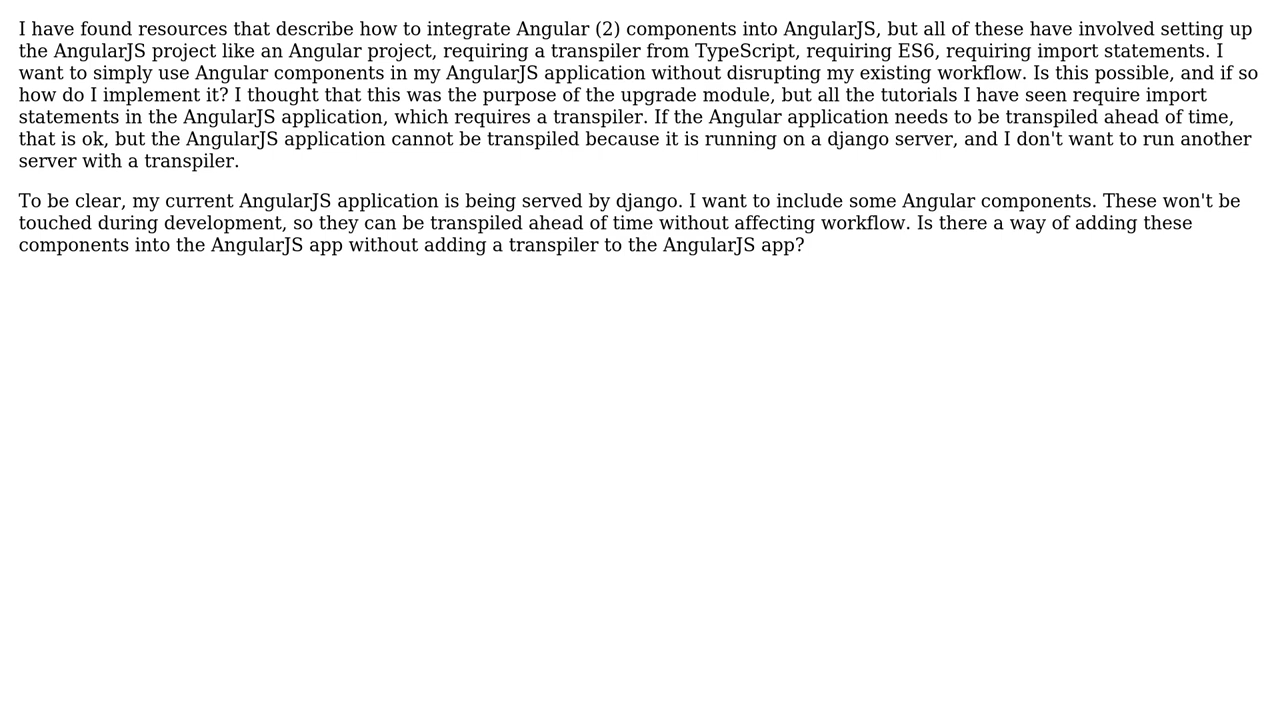 I have found resources that describe how to integrate Angular (2) components into AngularJS, but all of these have involved setting up
the AngularJS project like an Angular project, requiring a transpiler from TypeScript, requiring ES6, requiring import statements. I
want to simply use Angular components in my AngularJS application without disrupting my existing workflow. Is this possible, and if so
how do I implement it? I thought that this was the purpose of the upgrade module, but all the tutorials I have seen require import
statements in the AngularJS application, which requires a transpiler. If the Angular application needs to be transpiled ahead of time,
that is ok, but the AngularJS application cannot be transpiled because it is running on a django server, and I don't want to run another
server with a transpiler.
To be clear, my current AngularJS application is being served by django. I want to include some Angular components. These won't be
touched during development, so they can be transpiled ahead of time without affecting workflow. Is there a way of adding these
components into the AngularJS app without adding a transpiler to the AngularJS app?